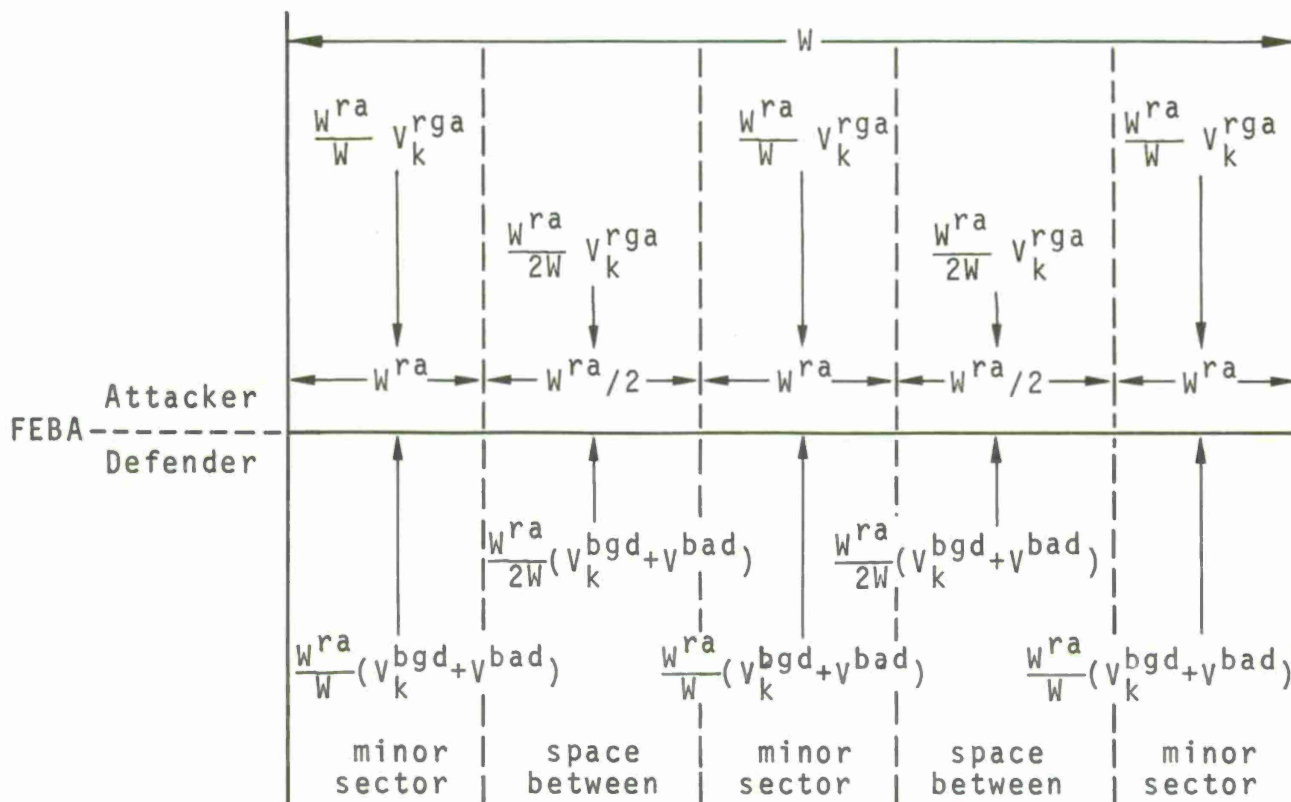 W
W^ra/W V_k^rga W^ra/W V_k^rga W^ra/W V_k^rga
W^ra/2W V_k^rga W^ra/2W V_k^rga
W^ra W^ra/2 W^ra W^ra/2 W^ra
Attacker
FEBA
Defender
W^ra/2W (V_k^bgd+V^bad) W^ra/2W (V_k^bgd+V^bad)
W^ra/W (V_k^bgd+V^bad) W^ra/W (V_k^bgd+V^bad) W^ra/W (V_k^bgd+V^bad)
minor space minor space minor
sector between sector between sector